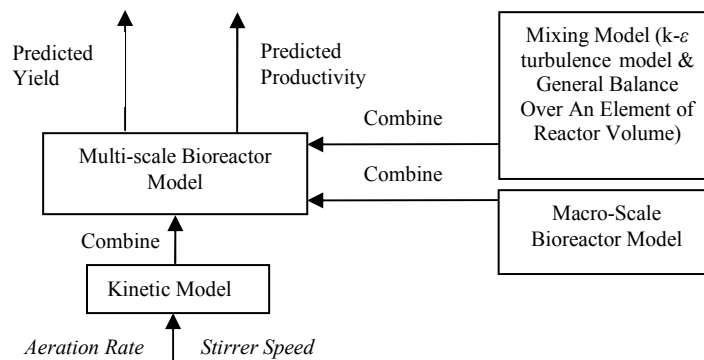 Predicted
Yield
Predicted
Productivity
Mixing Model (k-ε
turbulence model &
General Balance
Over An Element of
Reactor Volume)
Combine
Multi-scale Bioreactor
Model
Combine
Macro-Scale
Bioreactor Model
Combine
Kinetic Model
Aeration Rate
Stirrer Speed